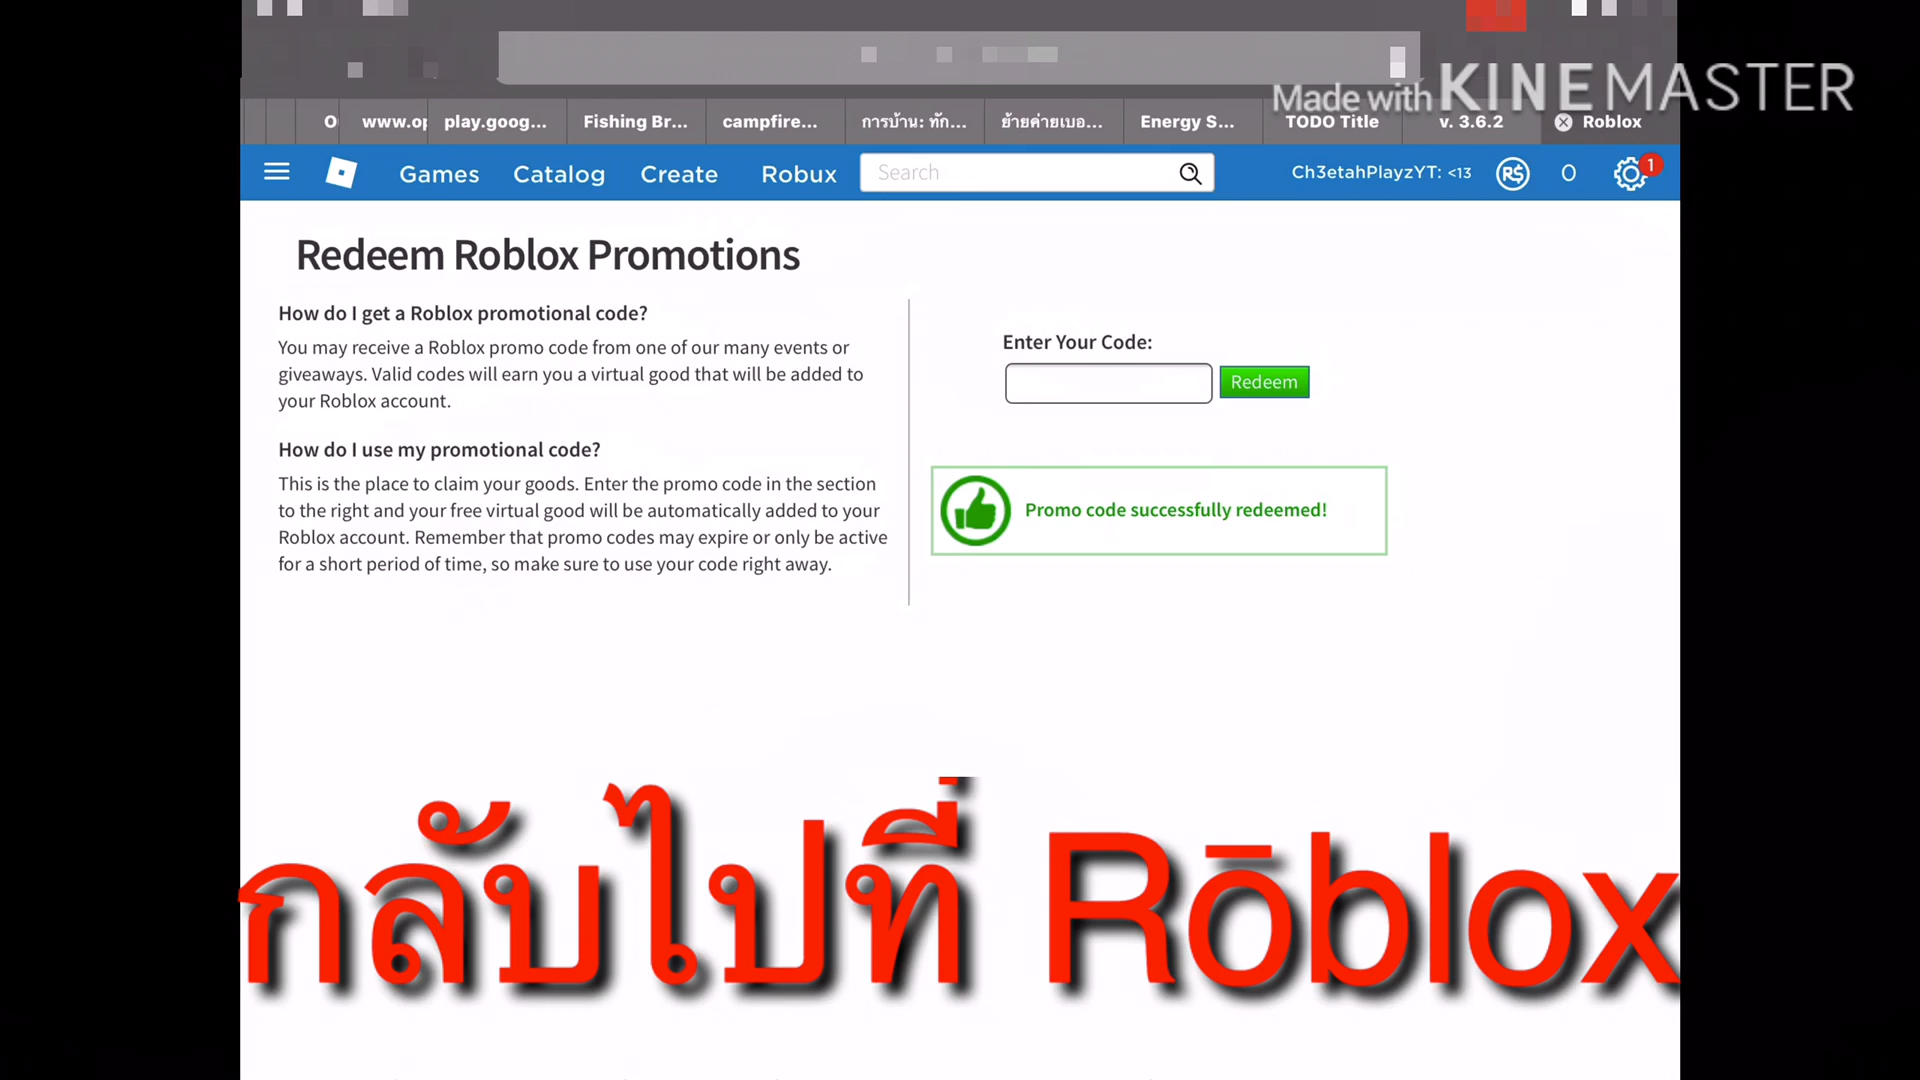 Made with KINEMASTER
O www.op play.goog... Fishing Br... campfire... การบ้าน: ทัก... ย้ายค่ายเบอ... Energy S... TODO Title v. 3.6.2 Roblox
Games Catalog Create Robux Search Ch3etahPlayzYT: <13 R$ 0 1
Redeem Roblox Promotions
How do I get a Roblox promotional code?
You may receive a Roblox promo code from one of our many events or
giveaways. Valid codes will earn you a virtual good that will be added to
your Roblox account.
How do I use my promotional code?
This is the place to claim your goods. Enter the promo code in the section
to the right and your free virtual good will be automatically added to your
Roblox account. Remember that promo codes may expire or only be active
for a short period of time, so make sure to use your code right away.
Enter Your Code:
Redeem
Promo code successfully redeemed!
กลับไปที่ Rōblox